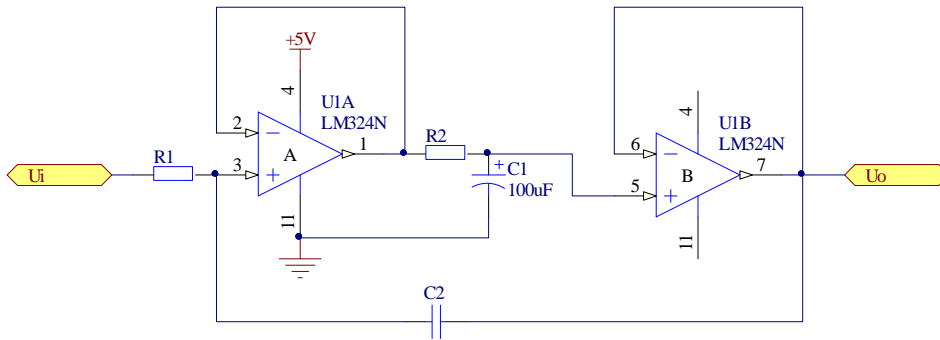 +5V
4
U1A
LM324N
2
1
R2
A
R1
3
Ui
C1
100uF
11
4
U1B
LM324N
6
7
B
5
Uo
11
C2